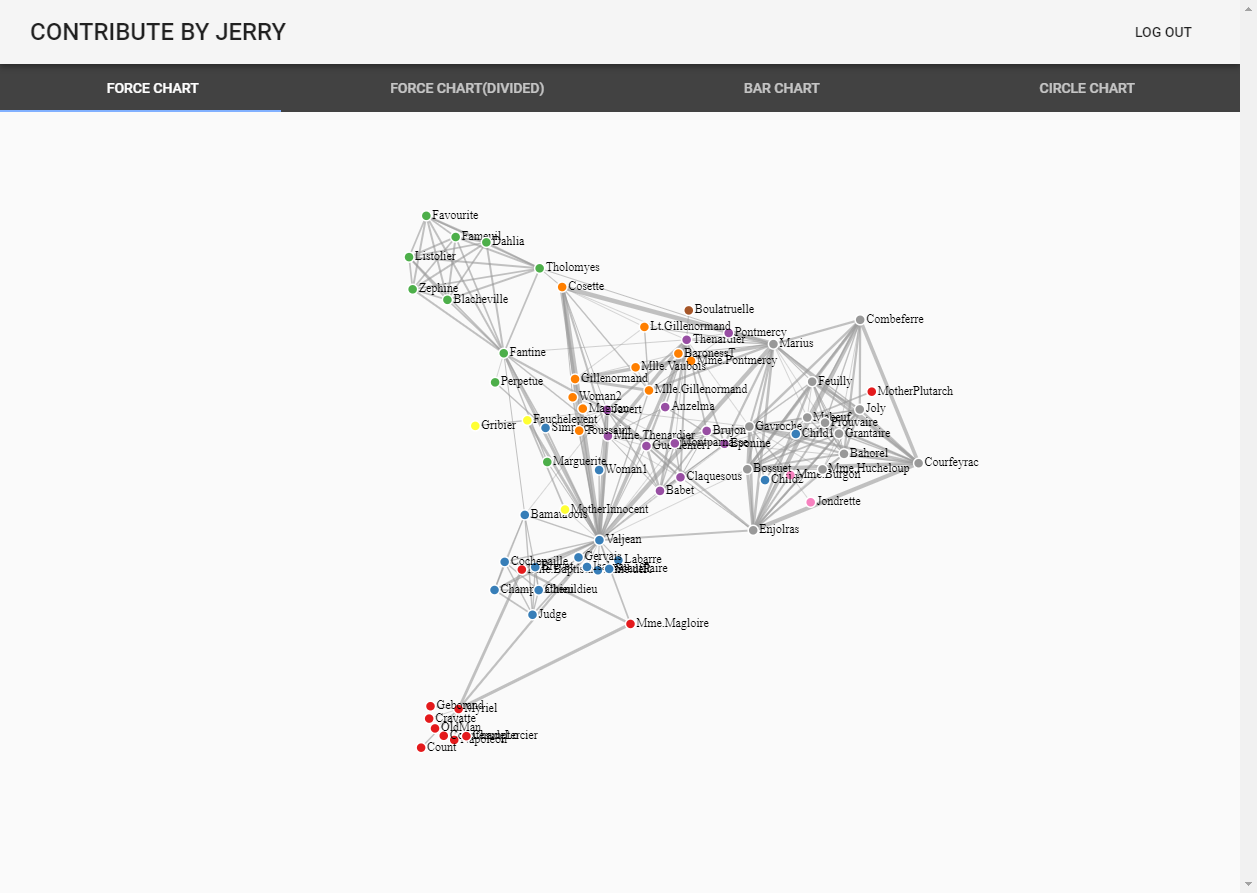 CONTRIBUTE BY JERRY
LOG OUT
FORCE CHART
FORCE CHART(DIVIDED)
BAR CHART
CIRCLE CHART
Favourite
Fameuil
Dahlia
Listolier
Tholomyes
Zephine
Cosette
Blacheville
Boulatruelle
Combeferre
Lt.Gillenormand
Pontmercy
Thenardier
Marius
Fantine
BaronessT
Mme.Pontmercy
Mlle.Vaubois
Perpetue
Gillenormand
Feuilly
Mlle.Gillenormand
MotherPlutarch
Woman2
Magnon
Javert
Anzelma
Joly
Mabeuf
Fauchelevent
Gribier
Toussaint
Brujon
Gavroche
Prouvaire
Child1
Grantaire
Mme.Thenardier
Montparnasse
Eponine
Bahorel
Marguerite
Woman1
Bossuet
Mme.Hucheloup
Courfeyrac
Claquesous
Mme.Burgon
Child2
Babet
Jondrette
MotherInnocent
Bamatabois
Enjolras
Valjean
Gervais
Labarre
Cochepaille
Champmathieu
Chenildieu
Judge
Mme.Magloire
Geborand
Myriel
Cravatte
OldMan
Napoleon
Count